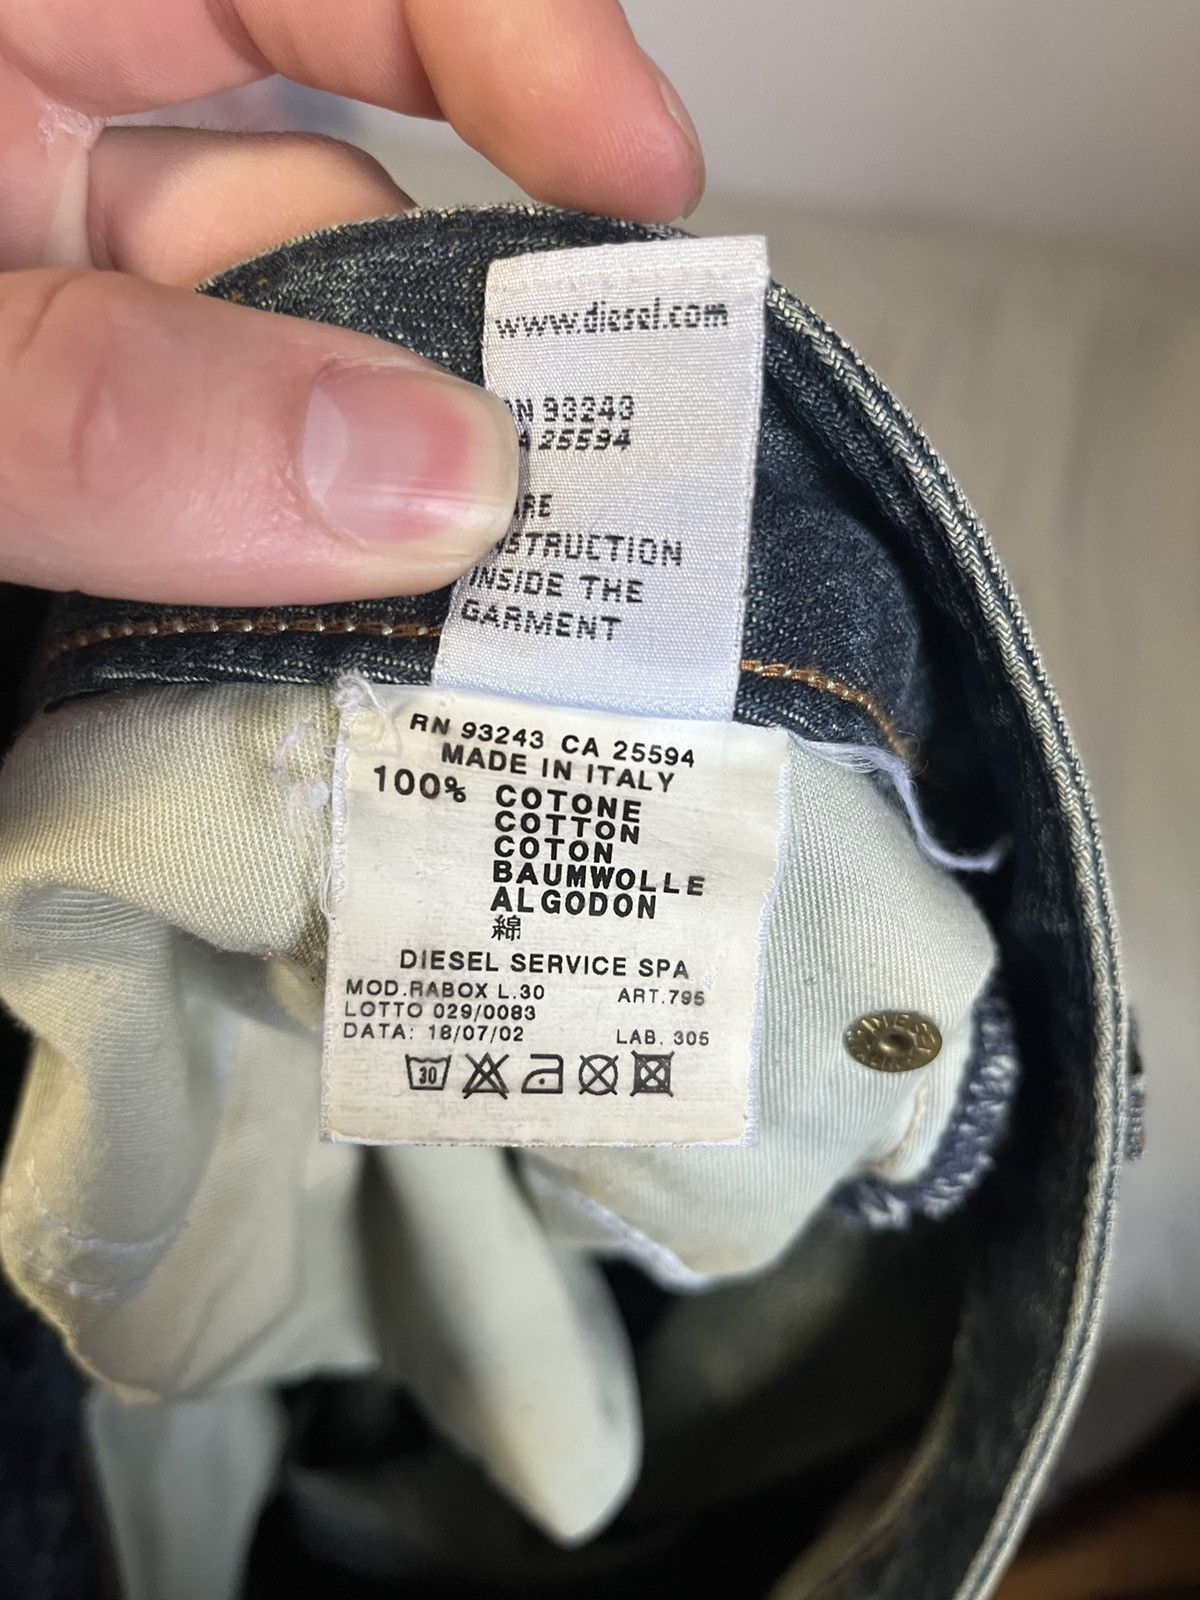 www.diesel.com
N 93243
A 25594
ARE
STRUCTION
INSIDE THE
GARMENT
RN 93243 CA 25594
MADE IN ITALY
100% COTONE
COTTON
COTON
BAUMWOLLE
ALGODON
綿
DIESEL SERVICE SPA
MOD.RABOX L.30 ART.795
LOTTO 029/0083
DATA: 18/07/02 LAB. 305
30